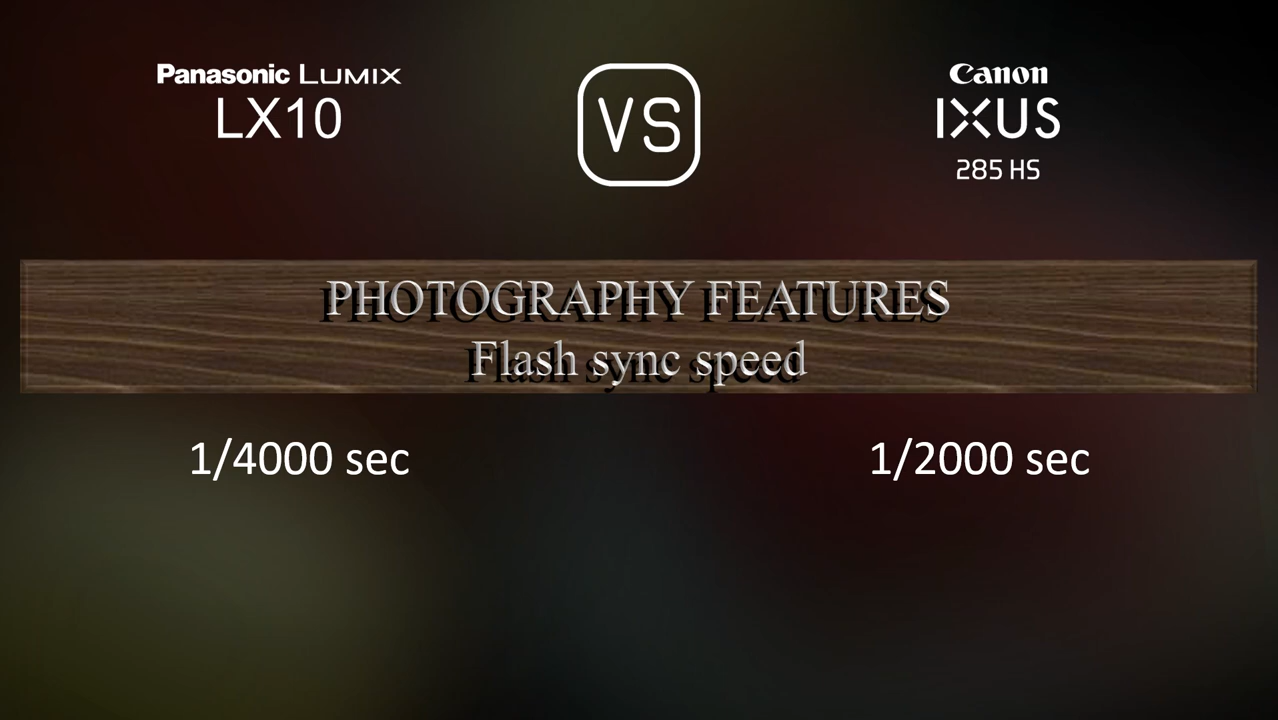 Panasonic LUMIX
LX10
VS
Canon
IXUS
285 HS
PHOTOGRAPHY FEATURES
Flash sync speed
1/4000 sec
1/2000 sec